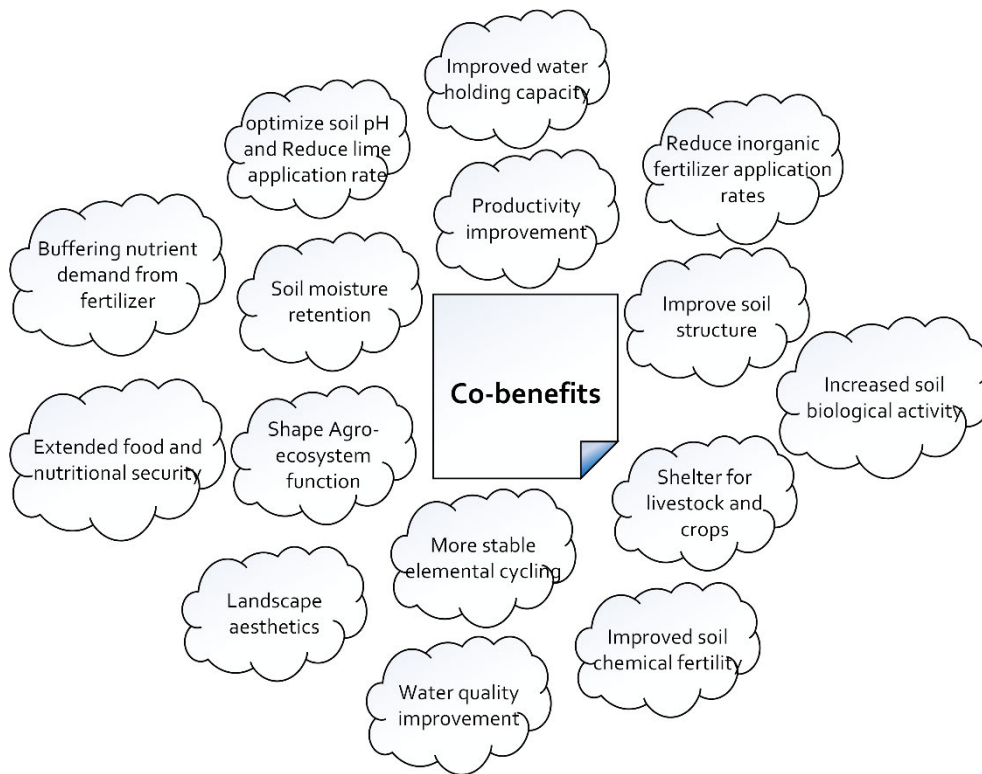 Improved water
holding capacity
optimize soil pH
and Reduce lime
application rate
Reduce inorganic
fertilizer application
rates
Productivity
improvement
Buffering nutrient
demand from
fertilizer
Soil moisture
retention
Improve soil
structure
Increased soil
biological activity
Co-benefits
Extended food and
nutritional security
Shape Agro-
ecosystem
function
Shelter for
livestock and
crops
More stable
elemental cycling
Landscape
aesthetics
Improved soil
chemical fertility
Water quality
improvement